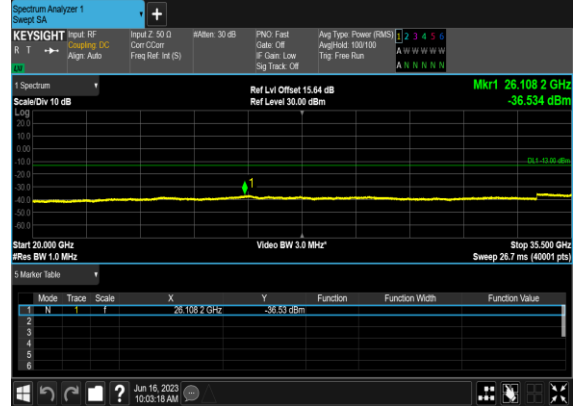 Spectrum Analyzer 1
Swept SA
+
KEYSIGHT Input: RF Input Z: 50 Ω #Atten: 30 dB PNO: Fast Avg Type: Power (RMS) 1 2 3 4 5 6
R T Coupling: DC Corr CCorr Gate: Off Avg|Hold: 100/100 A W W W W W
Align: Auto Freq Ref: Int (S) IF Gain: Low Trig: Free Run
LU Sig Track: Off A N N N N N
1 Spectrum Ref Lvl Offset 15.64 dB Mkr1 26.108 2 GHz
Scale/Div 10 dB Ref Level 30.00 dBm -36.534 dBm
Log
20.0
10.0
0.00
-10.0
DL1 -13.00 dBm
-20.0
-30.0
1
-40.0
-50.0
-60.0
Start 20.000 GHz Video BW 3.0 MHz* Stop 35.500 GHz
#Res BW 1.0 MHz Sweep 26.7 ms (40001 pts)
5 Marker Table
Mode Trace Scale X Y Function Function Width Function Value
1 N 1 f 26.108 2 GHz -36.53 dBm
2
3
4
5
6
? Jun 16, 2023
10:03:18 AM